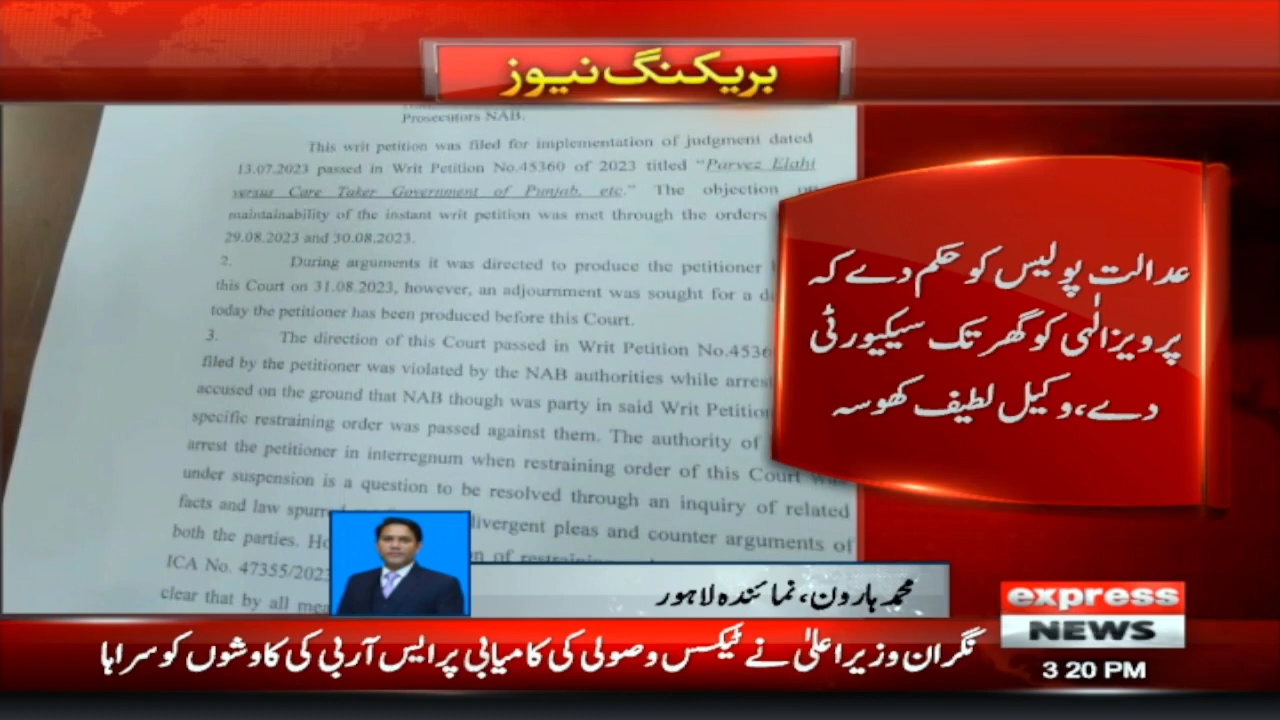 بریکنگ نیوز
Prosecutors NAB.
This writ petition was filed for implementation of judgment dated
13.07.2023 passed in Writ Petition No.45360 of 2023 titled "Parvez Elahi
versus Care Taker Government of Punjab, etc." The objection
maintainability of the instant writ petition was met through the orders
29.08.2023 and 30.08.2023.
2. During arguments it was directed to produce the petitioner
this Court on 31.08.2023, however, an adjournment was sought for a
today the petitioner has been produced before this Court.
3. The direction of this Court passed in Writ Petition No.4536
filed by the petitioner was violated by the NAB authorities while
accused on the ground that NAB though was party in said Writ Petition
specific restraining order was passed against them. The authority of
arrest the petitioner in interregnum when restraining order of this Court was
under suspension is a question to be resolved through an inquiry of related
facts and law divergent pleas and counter arguments of
both the parties. of
ICA No. 47355/2023
clear that by all
عدالت پولیس کو حکم دے کہ
پرویزالٰہی کو گھر تک سیکیورٹی
دے، وکیل لطیف کھوسہ
محمد ہارون، نمائندہ لاہور
express
NEWS
3 20 PM
نگران وزیراعلیٰ نے ٹیکس وصولی کی کامیابی پر ایس آر بی کی کاوشوں کو سراہا